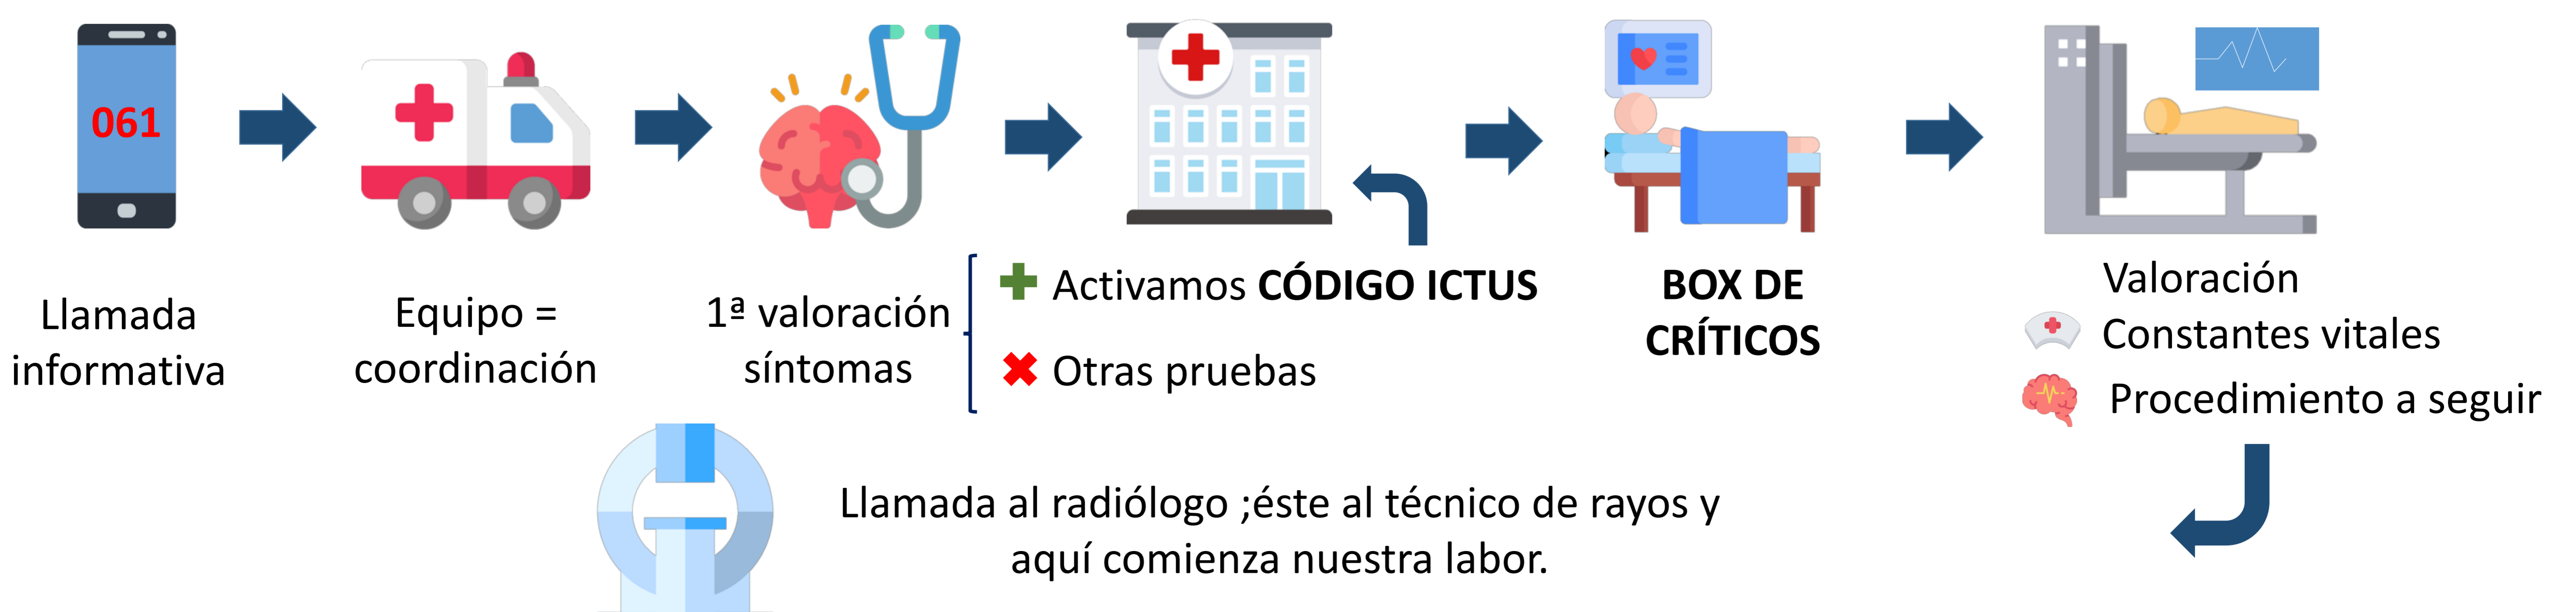 061
Llamada
informativa
Equipo =
coordinación
1ª valoración
síntomas
Activamos CÓDIGO ICTUS
Otras pruebas
BOX DE
CRÍTICOS
Valoración
Constantes vitales
Procedimiento a seguir
Llamada al radiólogo ;éste al técnico de rayos y
aquí comienza nuestra labor.